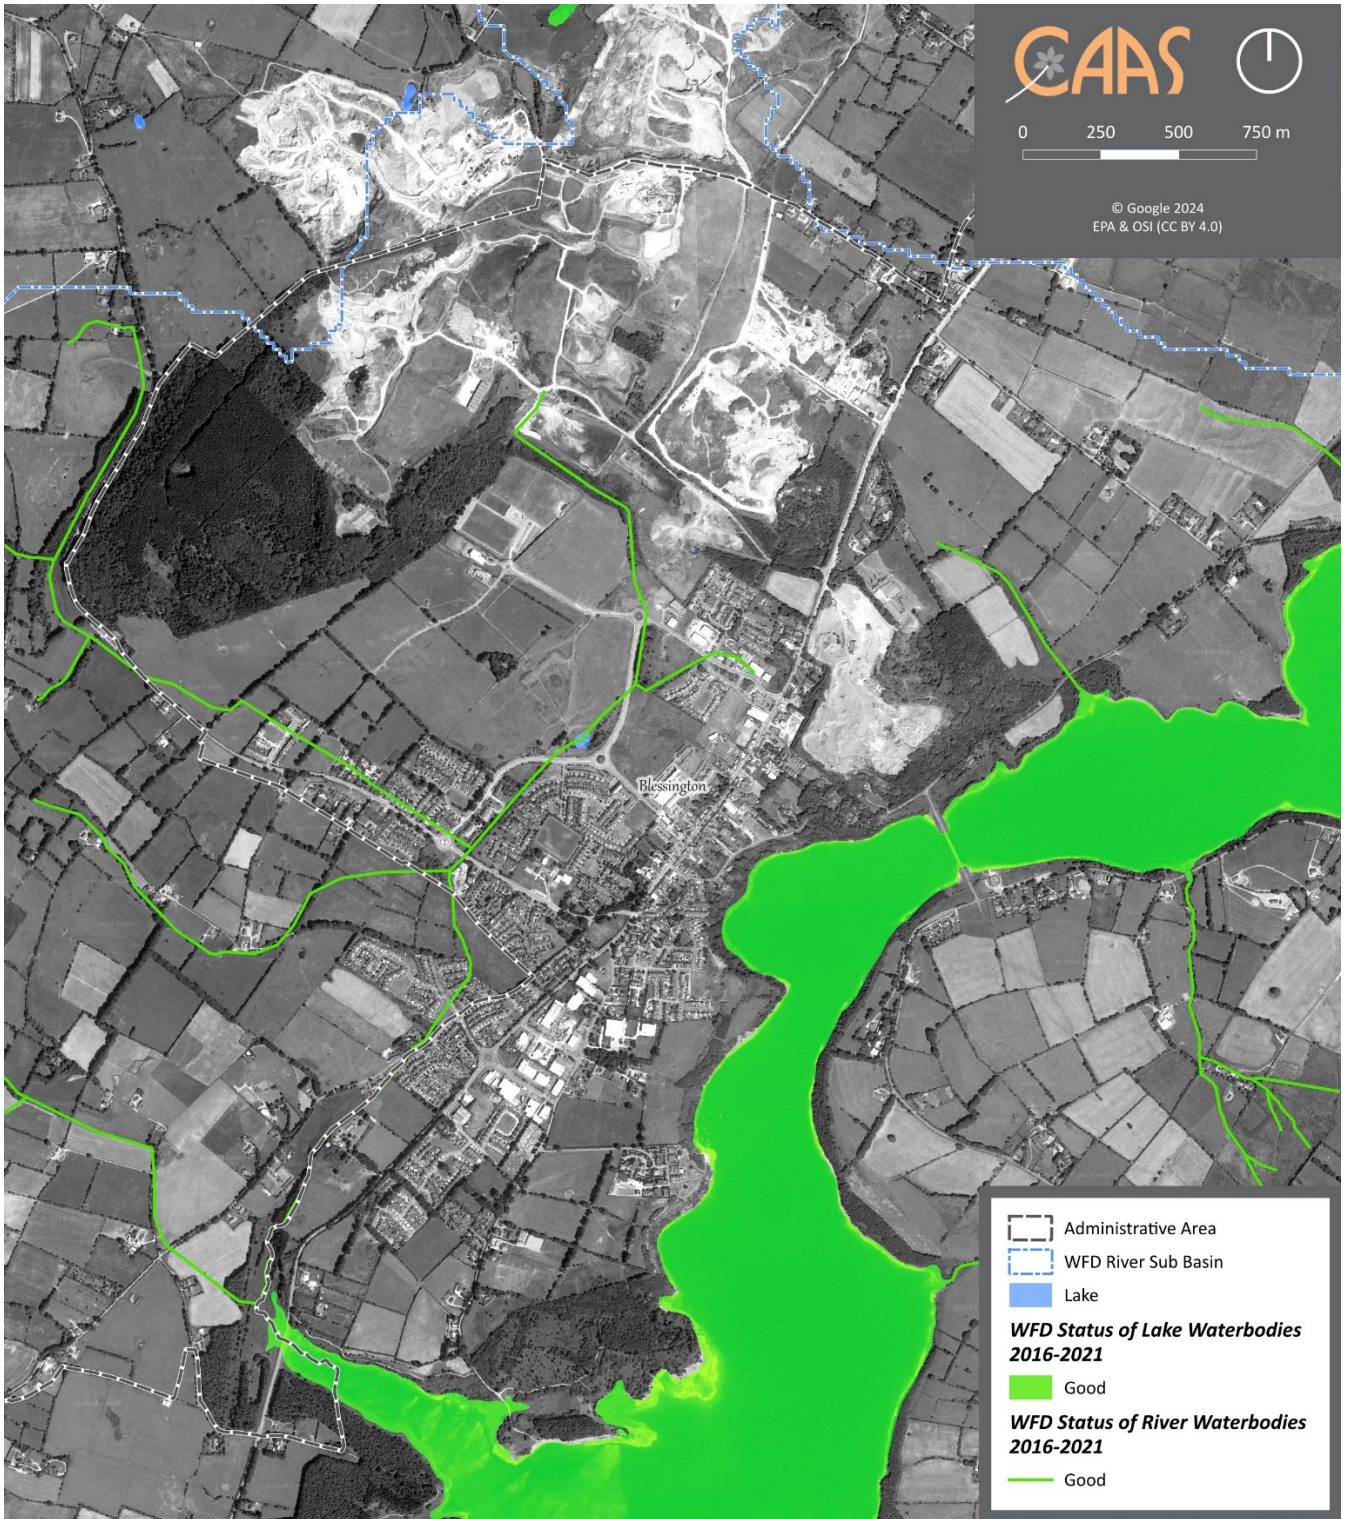 CAAS
0 250 500 750 m
© Google 2024
EPA & OSI (CC BY 4.0)
Blessington
Administrative Area
WFD River Sub Basin
Lake
WFD Status of Lake Waterbodies
2016-2021
Good
WFD Status of River Waterbodies
2016-2021
Good